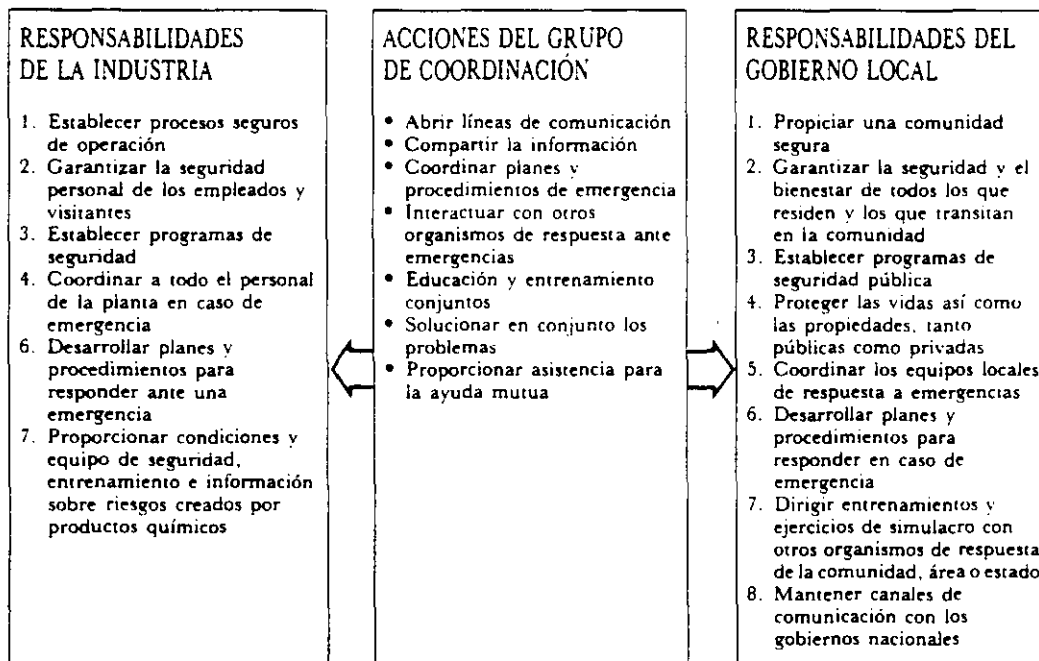 RESPONSABILIDADES
DE LA INDUSTRIA
1. Establecer procesos seguros
de operación
2. Garantizar la seguridad
personal de los empleados y
visitantes
3. Establecer programas de
seguridad
4. Coordinar a todo el personal
de la planta en caso de
emergencia
6. Desarrollar planes y
procedimientos para
responder ante una
emergencia
7. Proporcionar condiciones y
equipo de seguridad,
entrenamiento e información
sobre riesgos creados por
productos químicos
ACCIONES DEL GRUPO
DE COORDINACIÓN
• Abrir líneas de comunicación
• Compartir la información
• Coordinar planes y
procedimientos de emergencia
• Interactuar con otros
organismos de respuesta ante
emergencias
• Educación y entrenamiento
conjuntos
• Solucionar en conjunto los
problemas
• Proporcionar asistencia para
la ayuda mutua
RESPONSABILIDADES DEL
GOBIERNO LOCAL
1. Propiciar una comunidad
segura
2. Garantizar la seguridad y el
bienestar de todos los que
residen y los que transitan
en la comunidad
3. Establecer programas de
seguridad pública
4. Proteger las vidas así como
las propiedades, tanto
públicas como privadas
5. Coordinar los equipos locales
de respuesta a emergencias
6. Desarrollar planes y
procedimientos para
responder en caso de
emergencia
7. Dirigir entrenamientos y
ejercicios de simulacro con
otros organismos de respuesta
de la comunidad, área o estado
8. Mantener canales de
comunicación con los
gobiernos nacionales